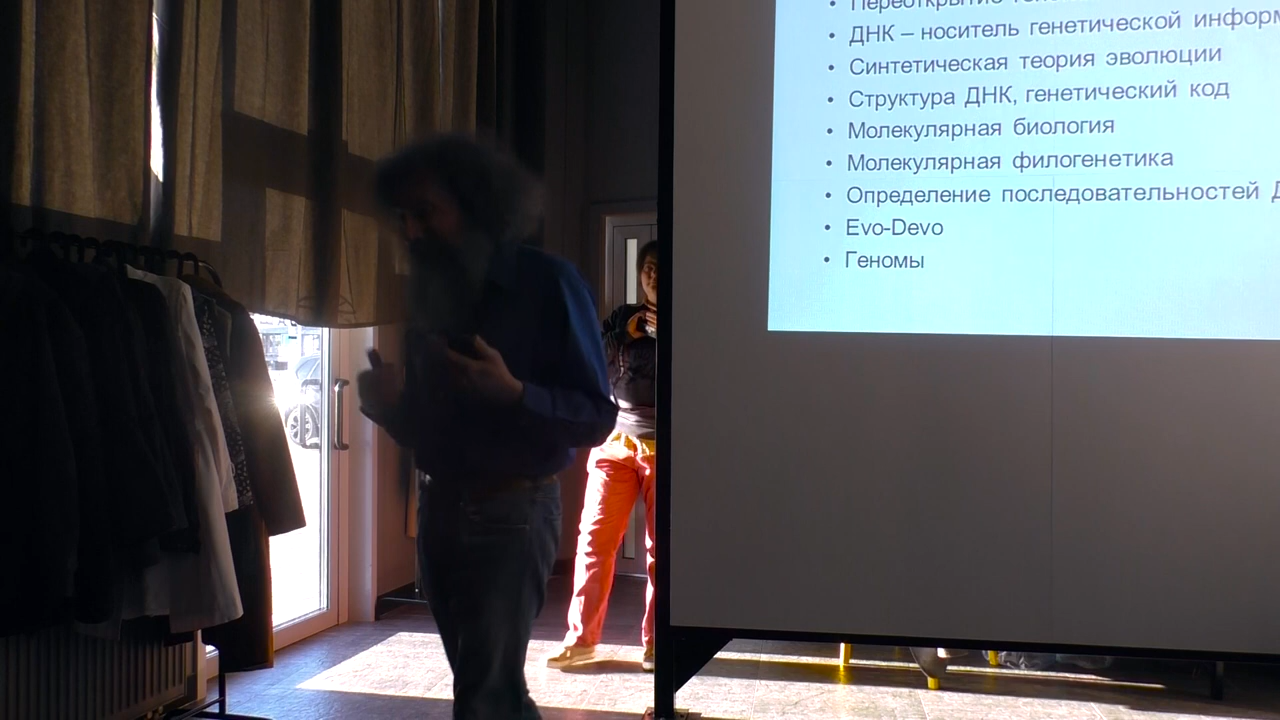 Переоткрытие
ДНК – носитель генетической
Синтетическая теория эволюции
Структура ДНК, генетический код
Молекулярная биология
Молекулярная филогенетика
Определение последовательностей
Evo-Devo
Геномы